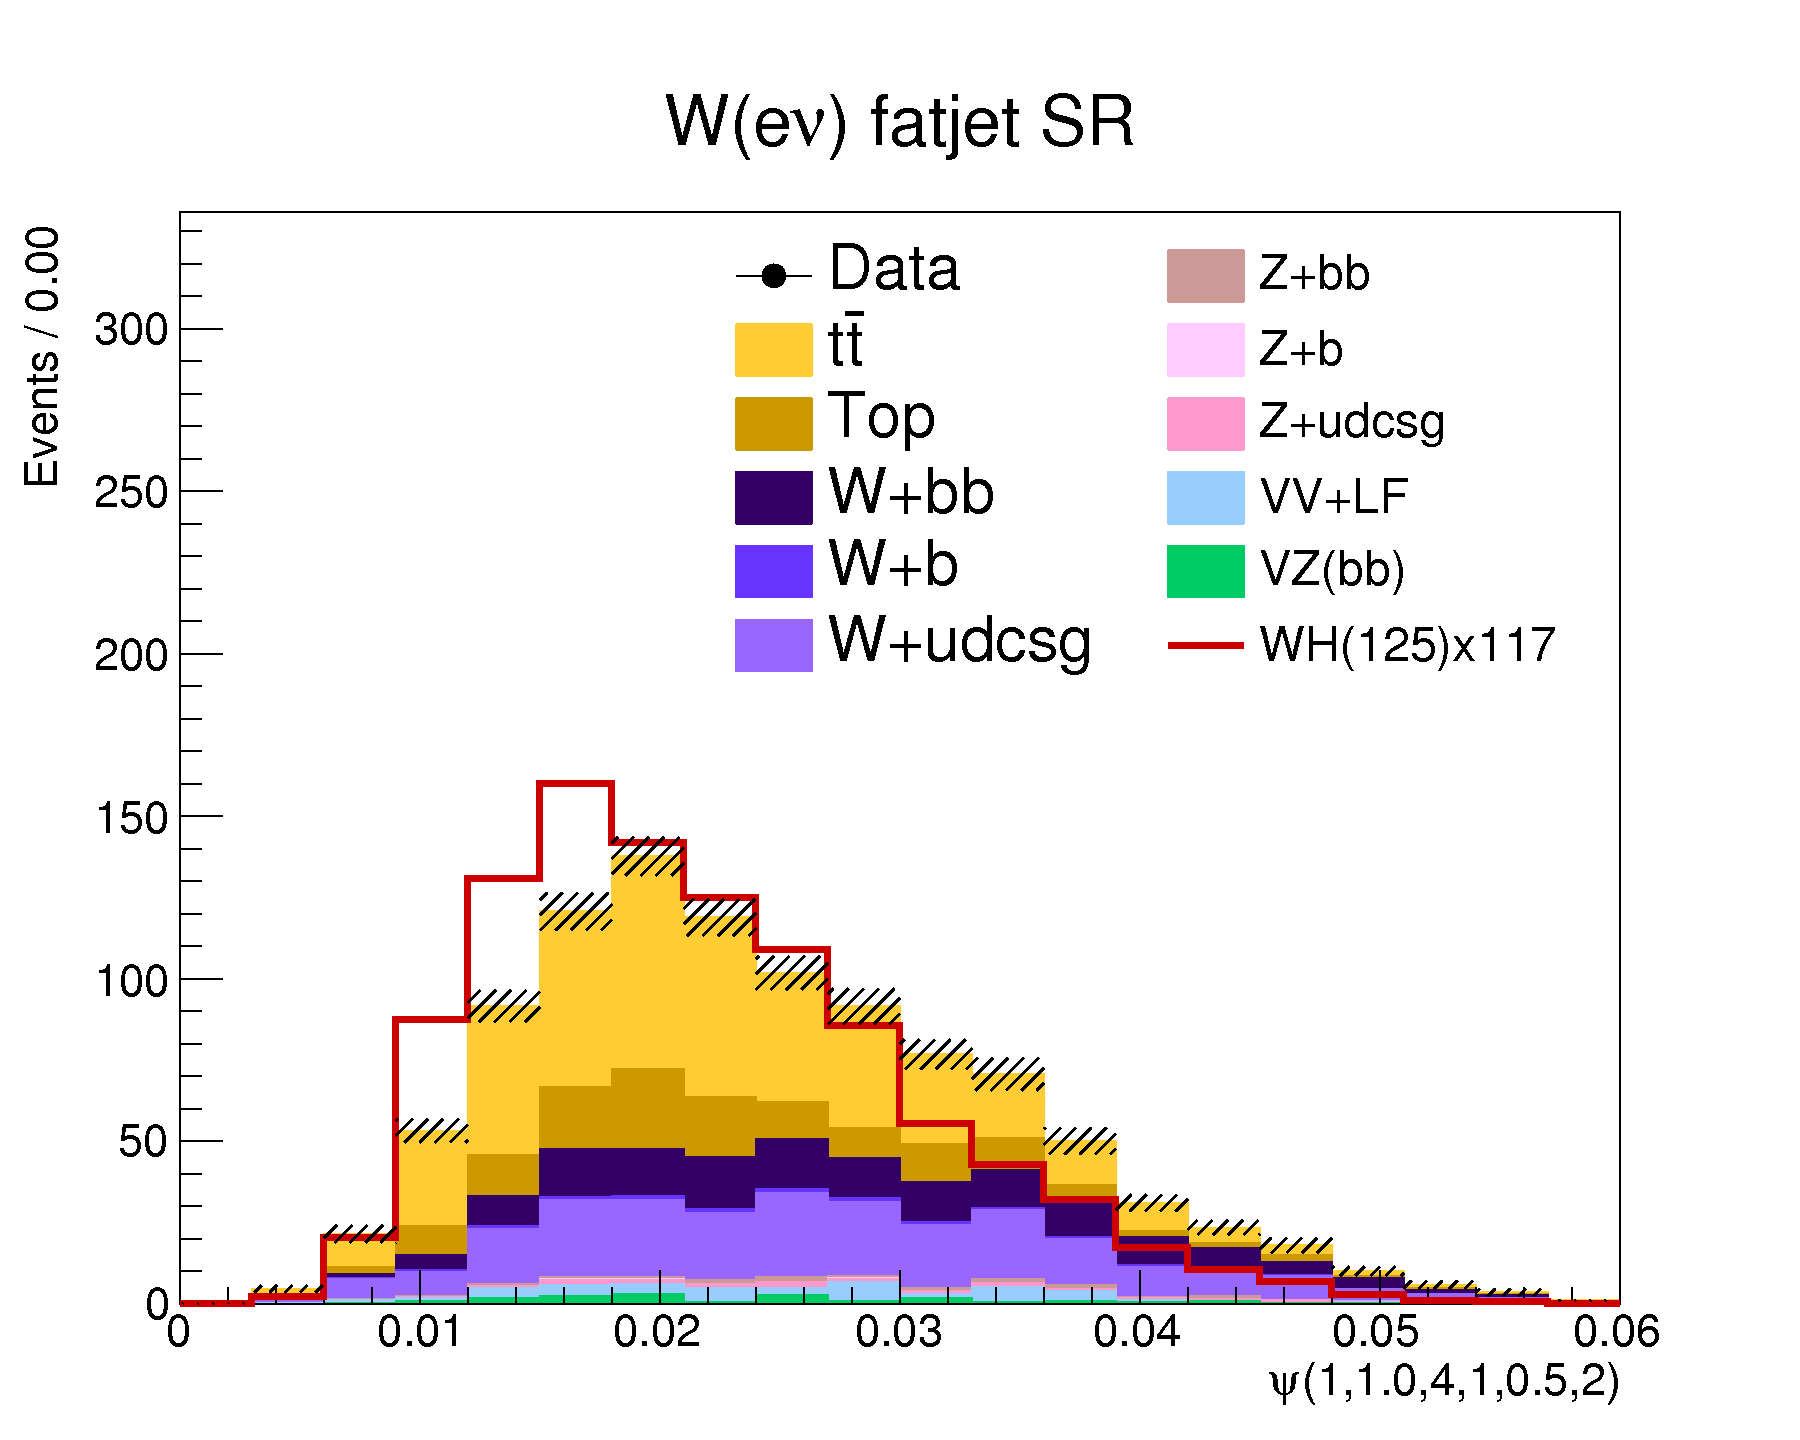 W(eν) fatjet SR
Events / 0.00
300
250
200
150
100
50
0
Data
tt̄
Top
W+bb
W+b
W+udcsg
Z+bb
Z+b
Z+udcsg
VV+LF
VZ(bb)
WH(125)x117
0 0.01 0.02 0.03 0.04 0.05 0.06
ψ(1,1.0,4,1,0.5,2)